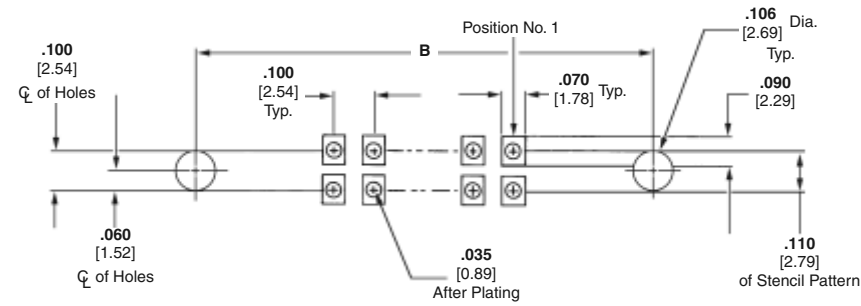 .100
[2.54]
℄ of Holes
.100
[2.54]
Typ.
B
Position No. 1
.070
[1.78] Typ.
.106
[2.69] Dia.
Typ.
.090
[2.29]
.060
[1.52]
℄ of Holes
.035
[0.89]
After Plating
.110
[2.79]
of Stencil Pattern